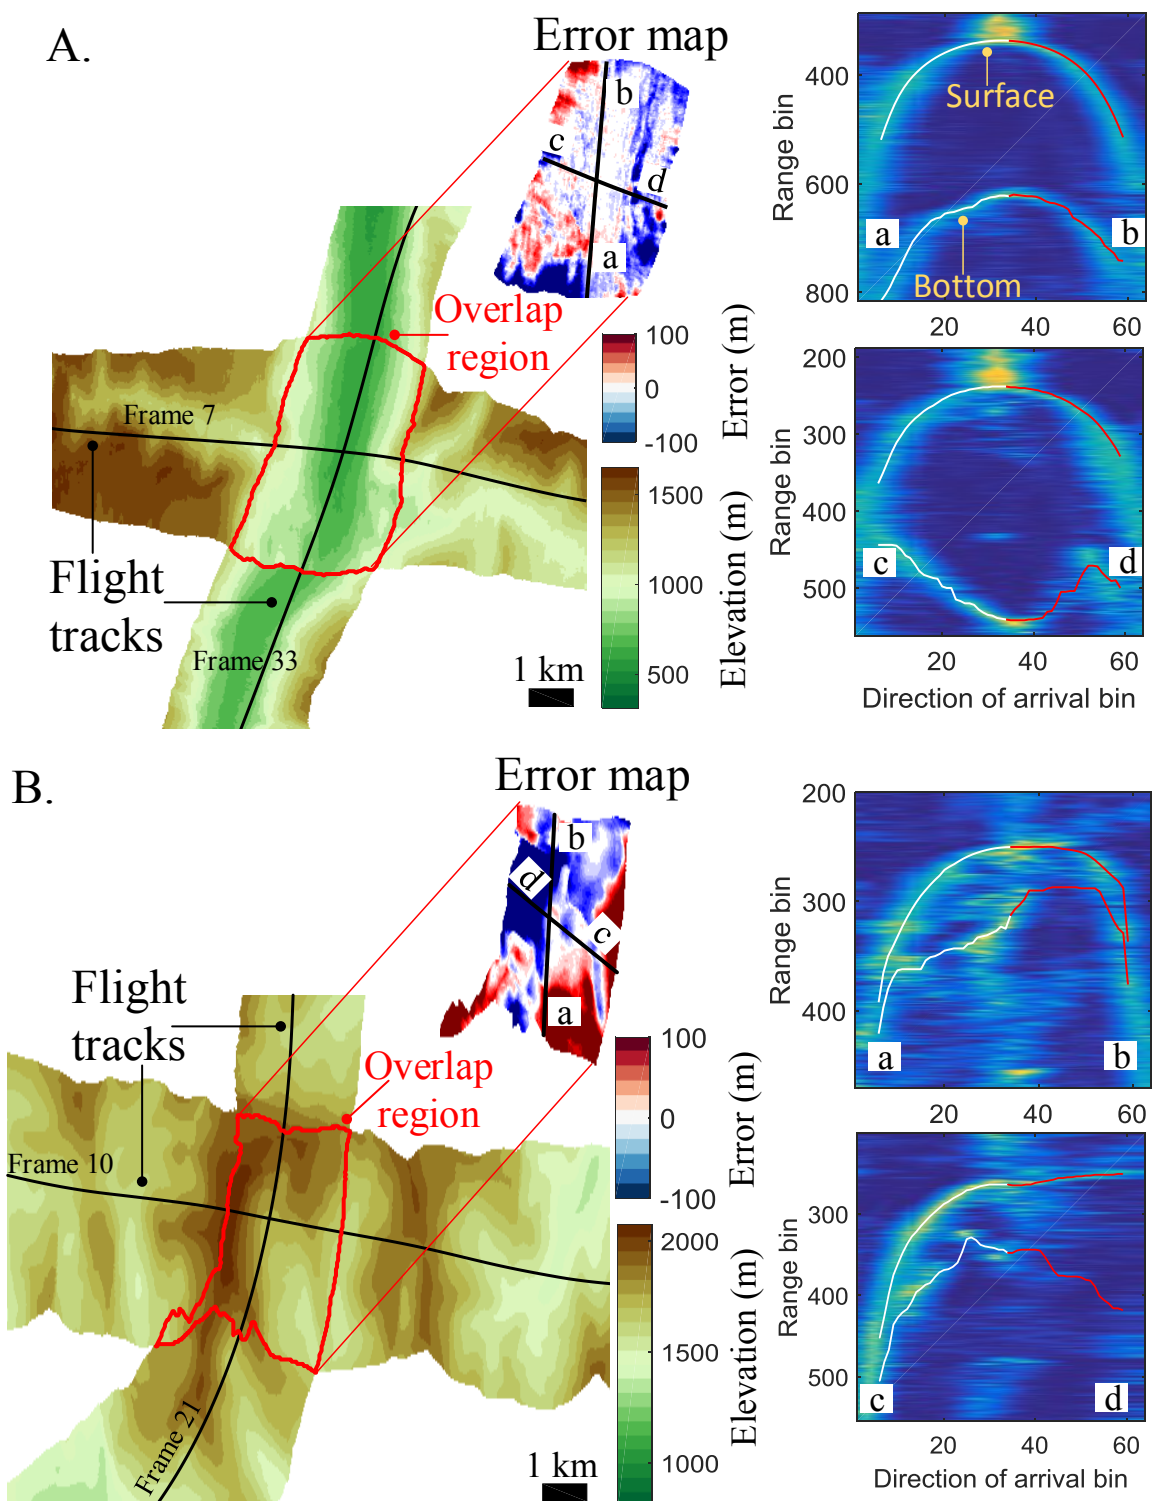 A.
Error map
b
c
d
a
Overlap
region
Frame 7
Flight
tracks
Frame 33
1 km
100
0
-100
Error (m)
1500
1000
500
Elevation (m)
400
600
800
Range bin
Surface
Bottom
a
b
20
40
60
200
300
400
500
Range bin
c
d
20
40
60
Direction of arrival bin
B.
Error map
b
d
c
a
Flight
tracks
Overlap
region
Frame 10
Frame 21
1 km
100
0
-100
Error (m)
2000
1500
1000
Elevation (m)
200
300
400
Range bin
a
b
20
40
60
300
400
500
Range bin
c
d
20
40
60
Direction of arrival bin